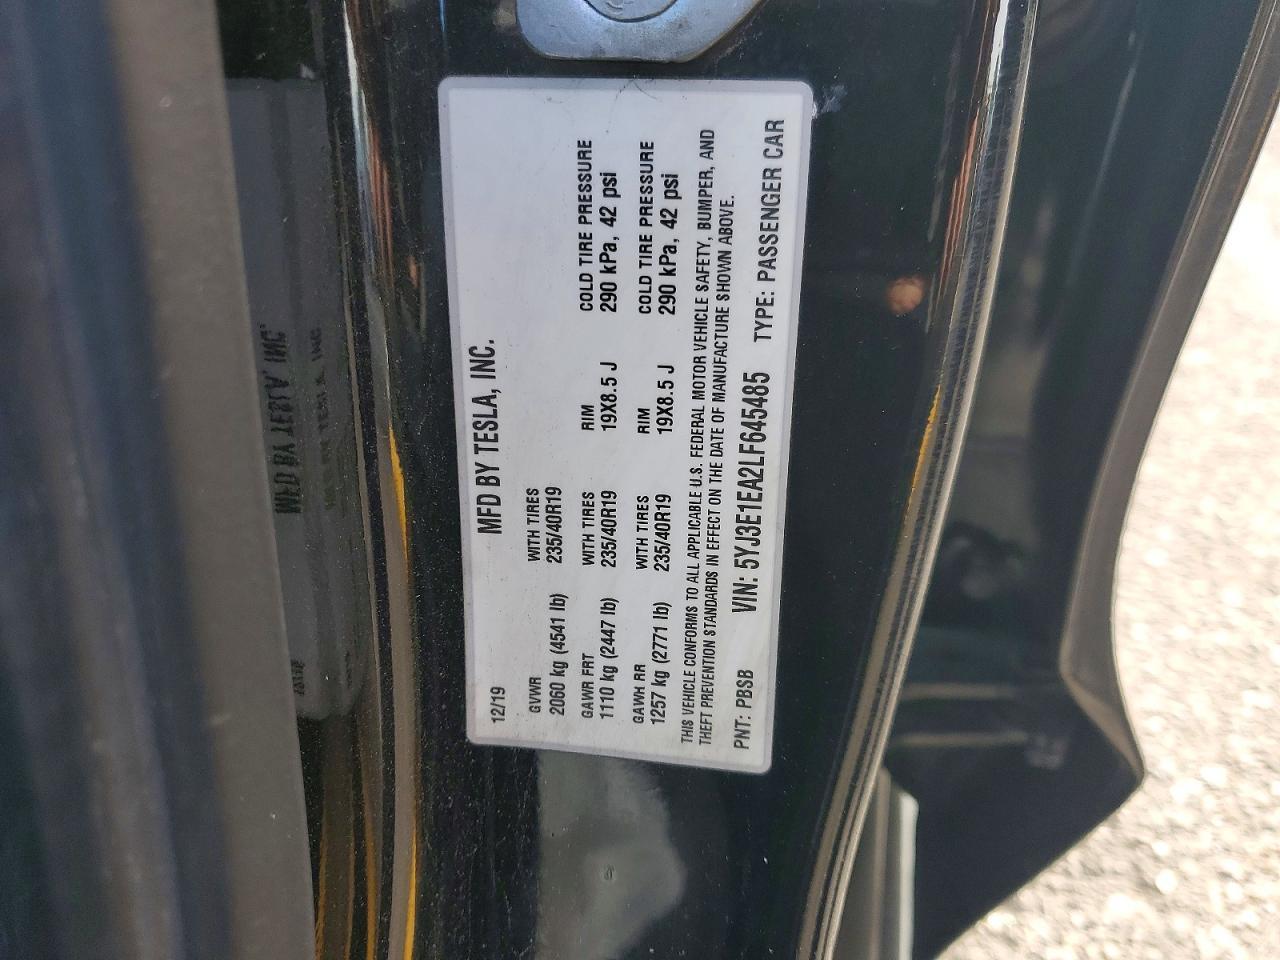 MFD BY TESLA, INC.
12/19
GVWR WITH TIRES
2060 kg (4541 lb) 235/40R19
GAWR FRT WITH TIRES RIM COLD TIRE PRESSURE
1110 kg (2447 lb) 235/40R19 19X8.5 J 290 kPa, 42 psi
GAWR RR WITH TIRES RIM COLD TIRE PRESSURE
1257 kg (2771 lb) 235/40R19 19X8.5 J 290 kPa, 42 psi
THIS VEHICLE CONFORMS TO ALL APPLICABLE U.S. FEDERAL MOTOR VEHICLE SAFETY, BUMPER, AND
THEFT PREVENTION STANDARDS IN EFFECT ON THE DATE OF MANUFACTURE SHOWN ABOVE.
PNT: PBSB VIN: 5YJ3E1EA2LF645485 TYPE: PASSENGER CAR